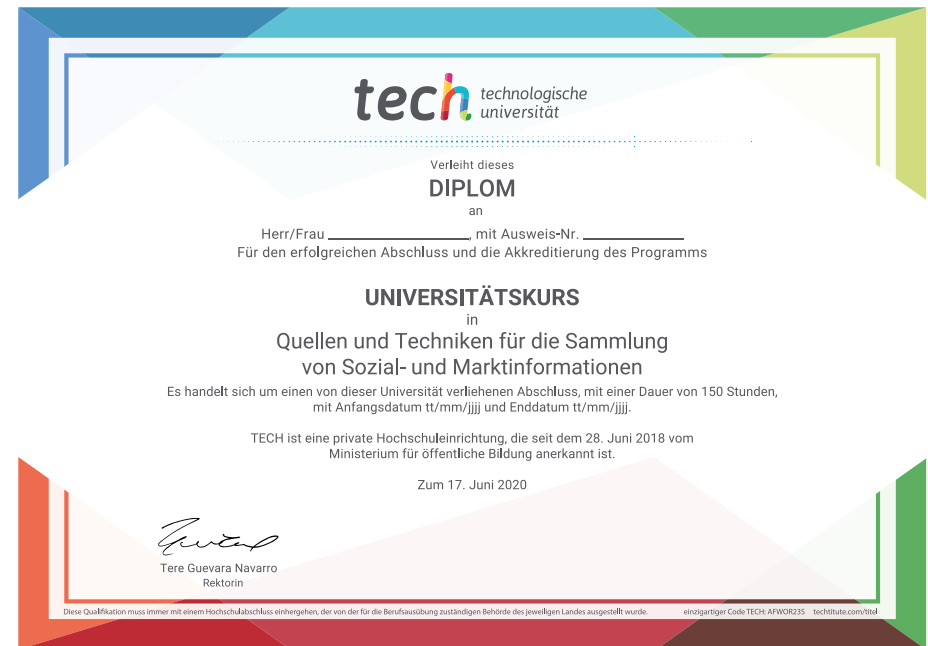 tech technologische
universität
Verleiht dieses
DIPLOM
an
Herr/Frau ____________, mit Ausweis-Nr. ____________
Für den erfolgreichen Abschluss und die Akkreditierung des Programms
UNIVERSITÄTSKURS
in
Quellen und Techniken für die Sammlung
von Sozial- und Marktinformationen
Es handelt sich um einen von dieser Universität verliehenen Abschluss, mit einer Dauer von 150 Stunden,
mit Anfangsdatum tt/mm/jjjj und Enddatum tt/mm/jjjj.
TECH ist eine private Hochschuleinrichtung, die seit dem 28. Juni 2018 vom
Ministerium für öffentliche Bildung anerkannt ist.
Zum 17. Juni 2020
Tere Guevara Navarro
Rektorin
Diese Qualifikation muss immer mit einem Hochschulabschluss einhergehen, der von der für die Berufsausübung zuständigen Behörde des jeweiligen Landes ausgestellt wurde. einzigartiger Code TECH: AFWOR23S techtitute.com/titel